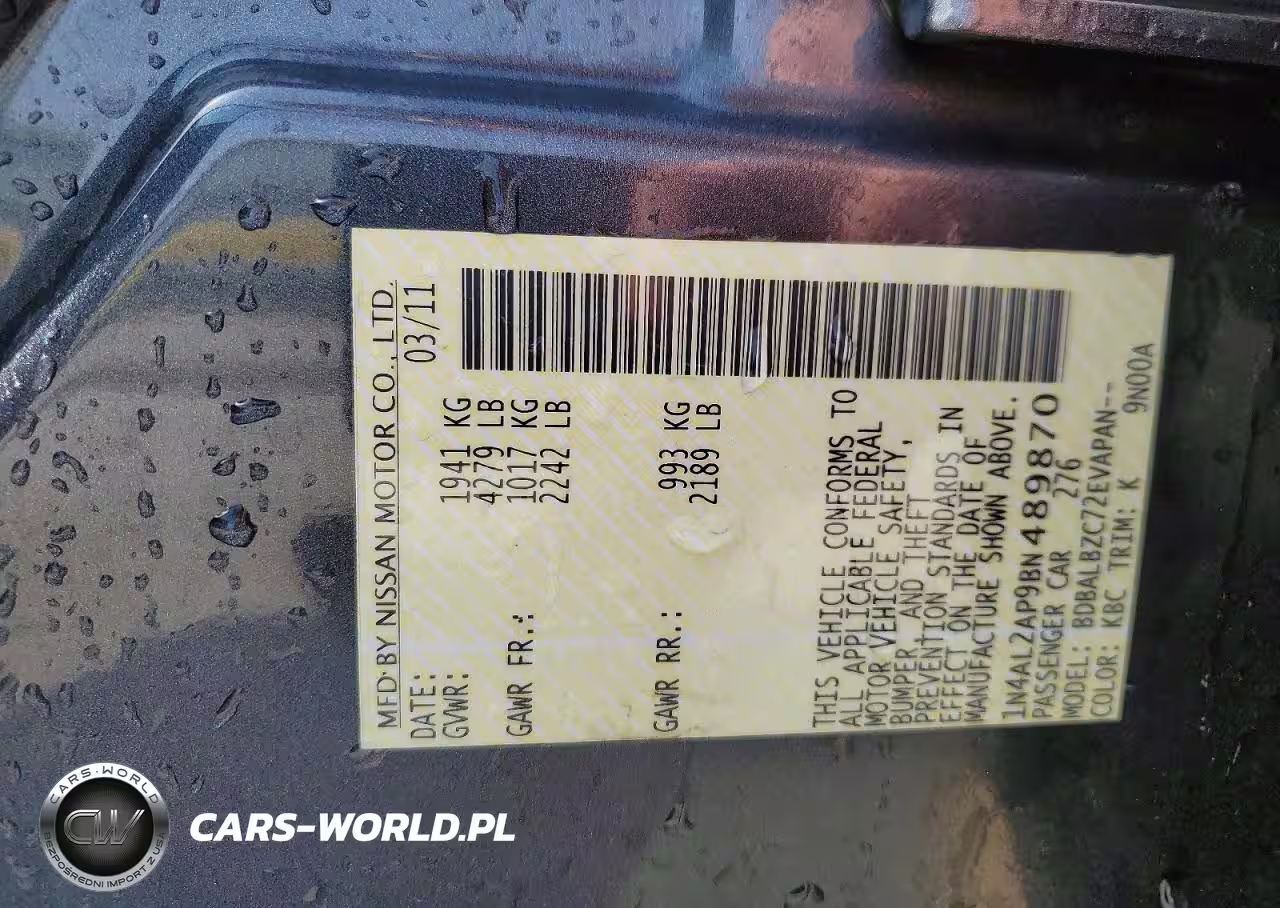 MFD. BY NISSAN MOTOR CO., LTD.
DATE: 03/11
GVWR: 1941 KG
4279 LB
GAWR FR.: 1017 KG
2242 LB
GAWR RR.: 993 KG
2189 LB
THIS VEHICLE CONFORMS TO
ALL APPLICABLE FEDERAL
MOTOR VEHICLE SAFETY,
BUMPER AND THEFT
PREVENTION STANDARDS IN
EFFECT ON THE DATE OF
MANUFACTURE SHOWN ABOVE.
1N4AL2AP9BN489870
PASSENGER CAR 276
MODEL: BDBALBZC72EVAPAN--
COLOR: KBC TRIM: K 9N00A
CARS-WORLD
CW
BEZPOŚREDNI IMPORT Z USA
CARS-WORLD.PL